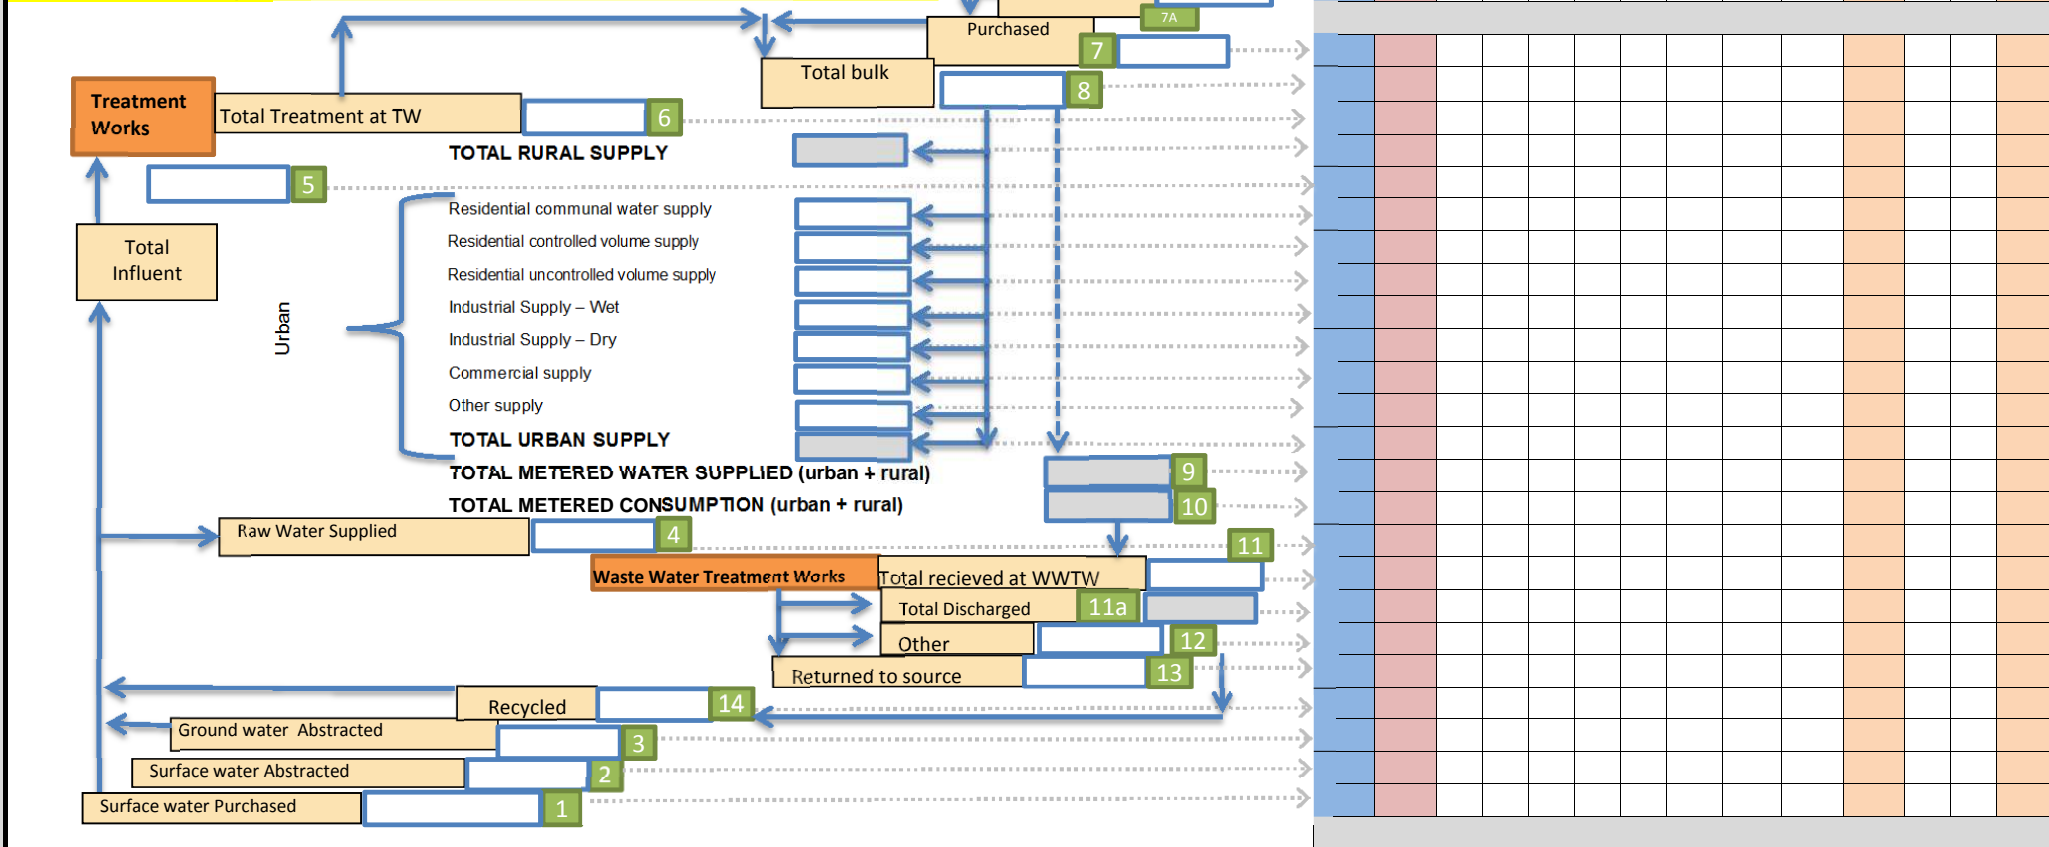 7A
Purchased
7
Total bulk
8
Treatment
Works
Total Treatment at TW
6
TOTAL RURAL SUPPLY
5
Residential communal water supply
Residential controlled volume supply
Total
Influent
Residential uncontrolled volume supply
Urban
Industrial Supply – Wet
Industrial Supply – Dry
Commercial supply
Other supply
TOTAL URBAN SUPPLY
TOTAL METERED WATER SUPPLIED (urban + rural)
9
TOTAL METERED CONSUMPTION (urban + rural)
10
Raw Water Supplied
4
11
Waste Water Treatment Works
Total recieved at WWTW
Total Discharged
11a
Other
12
Returned to source
13
Recycled
14
Ground water Abstracted
3
Surface water Abstracted
2
Surface water Purchased
1